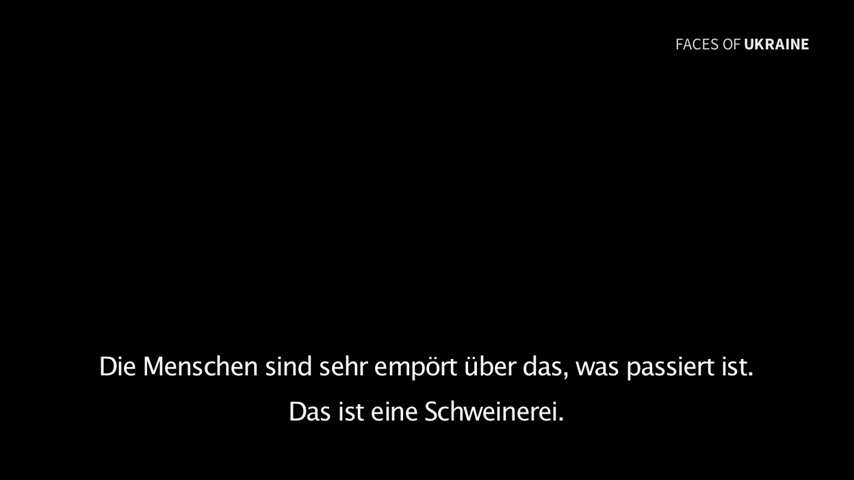 FACES OF UKRAINE
Die Menschen sind sehr empört über das, was passiert ist.
Das ist eine Schweinerei.